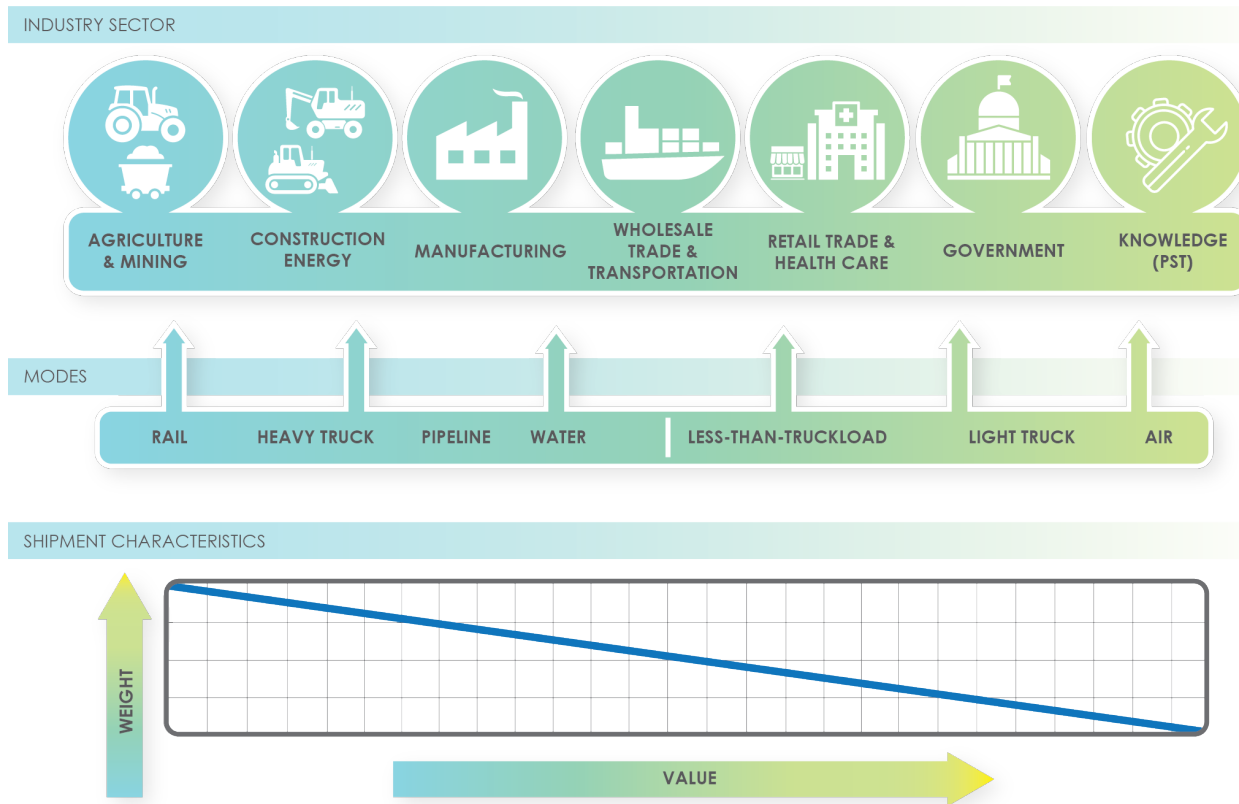 INDUSTRY SECTOR
AGRICULTURE
& MINING
CONSTRUCTION
ENERGY
MANUFACTURING
WHOLESALE
TRADE &
TRANSPORTATION
RETAIL TRADE &
HEALTH CARE
GOVERNMENT
KNOWLEDGE
(PST)
MODES
RAIL
HEAVY TRUCK
PIPELINE
WATER
LESS-THAN-TRUCKLOAD
LIGHT TRUCK
AIR
SHIPMENT CHARACTERISTICS
WEIGHT
VALUE